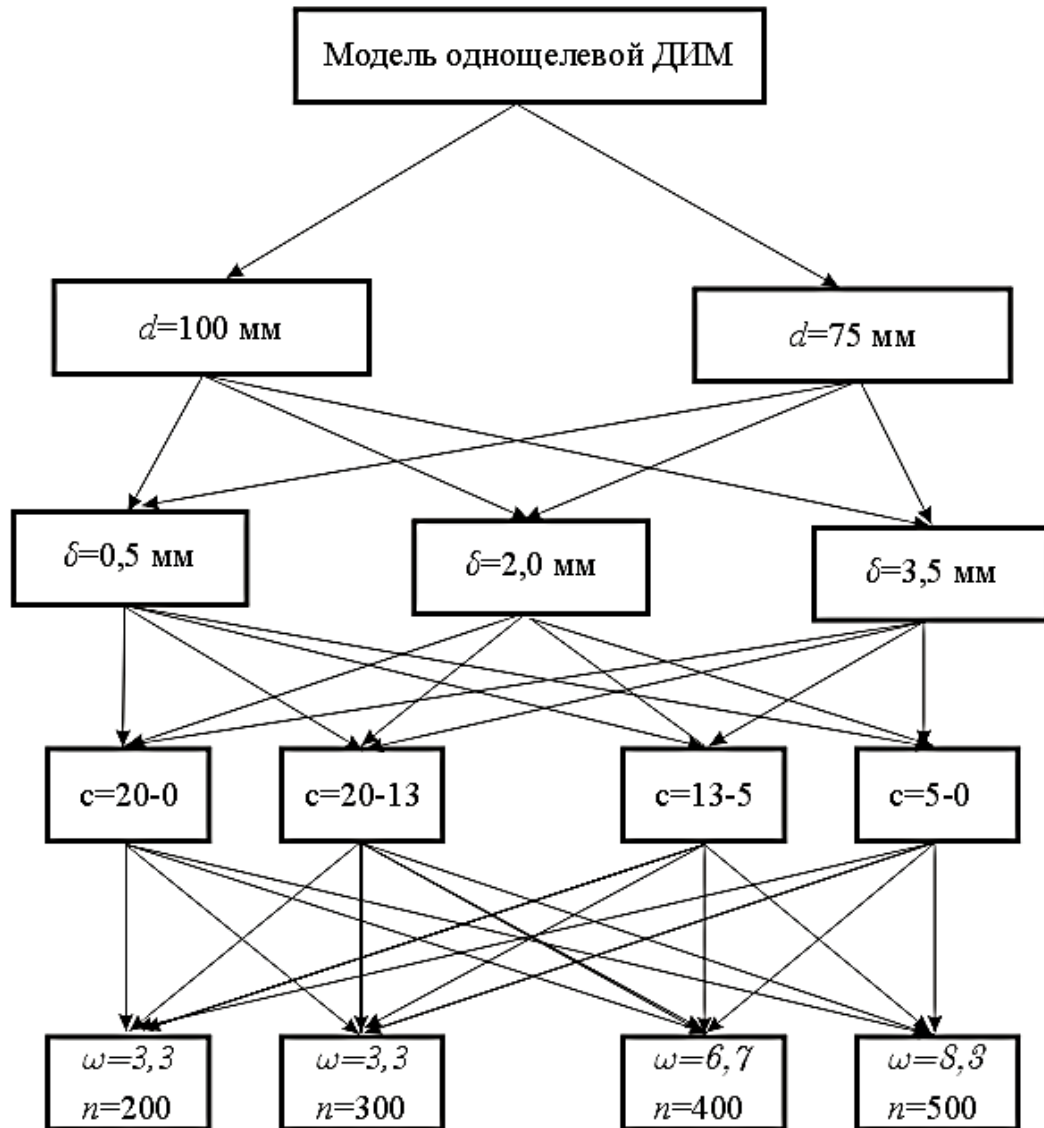 Модель однощелевой ДИМ
d=100 мм
d=75 мм
δ=0,5 мм
δ=2,0 мм
δ=3,5 мм
c=20-0
c=20-13
c=13-5
c=5-0
ω=3,3
n=200
ω=3,3
n=300
ω=6,7
n=400
ω=8,3
n=500